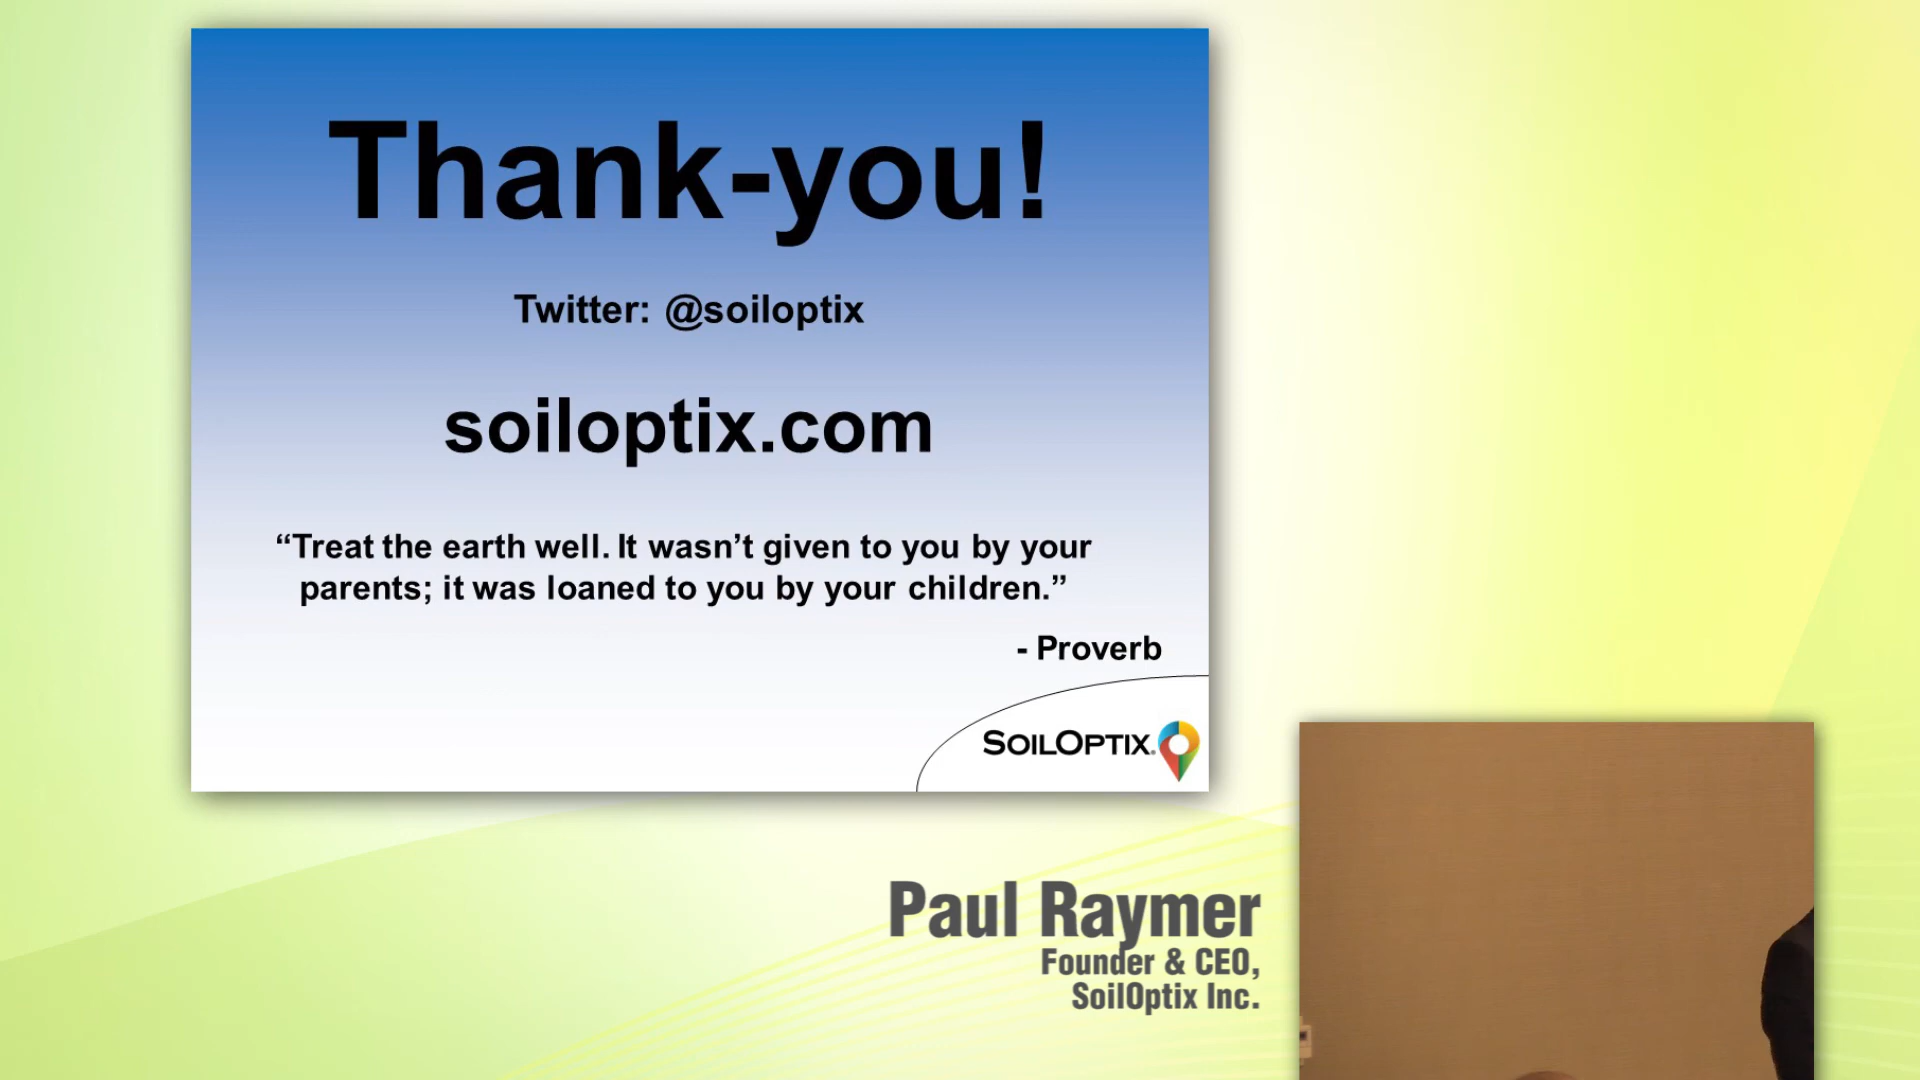 Thank-you!
Twitter: @soiloptix
soiloptix.com
“Treat the earth well. It wasn’t given to you by your
parents; it was loaned to you by your children.”
- Proverb
SOILOPTIX®
Paul Raymer
Founder & CEO,
SoilOptix Inc.